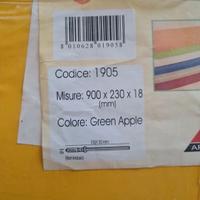 8 010628 019058
Codice: 1905
Misure: 900 x 230 x 18
(mm)
Colore: Green Apple